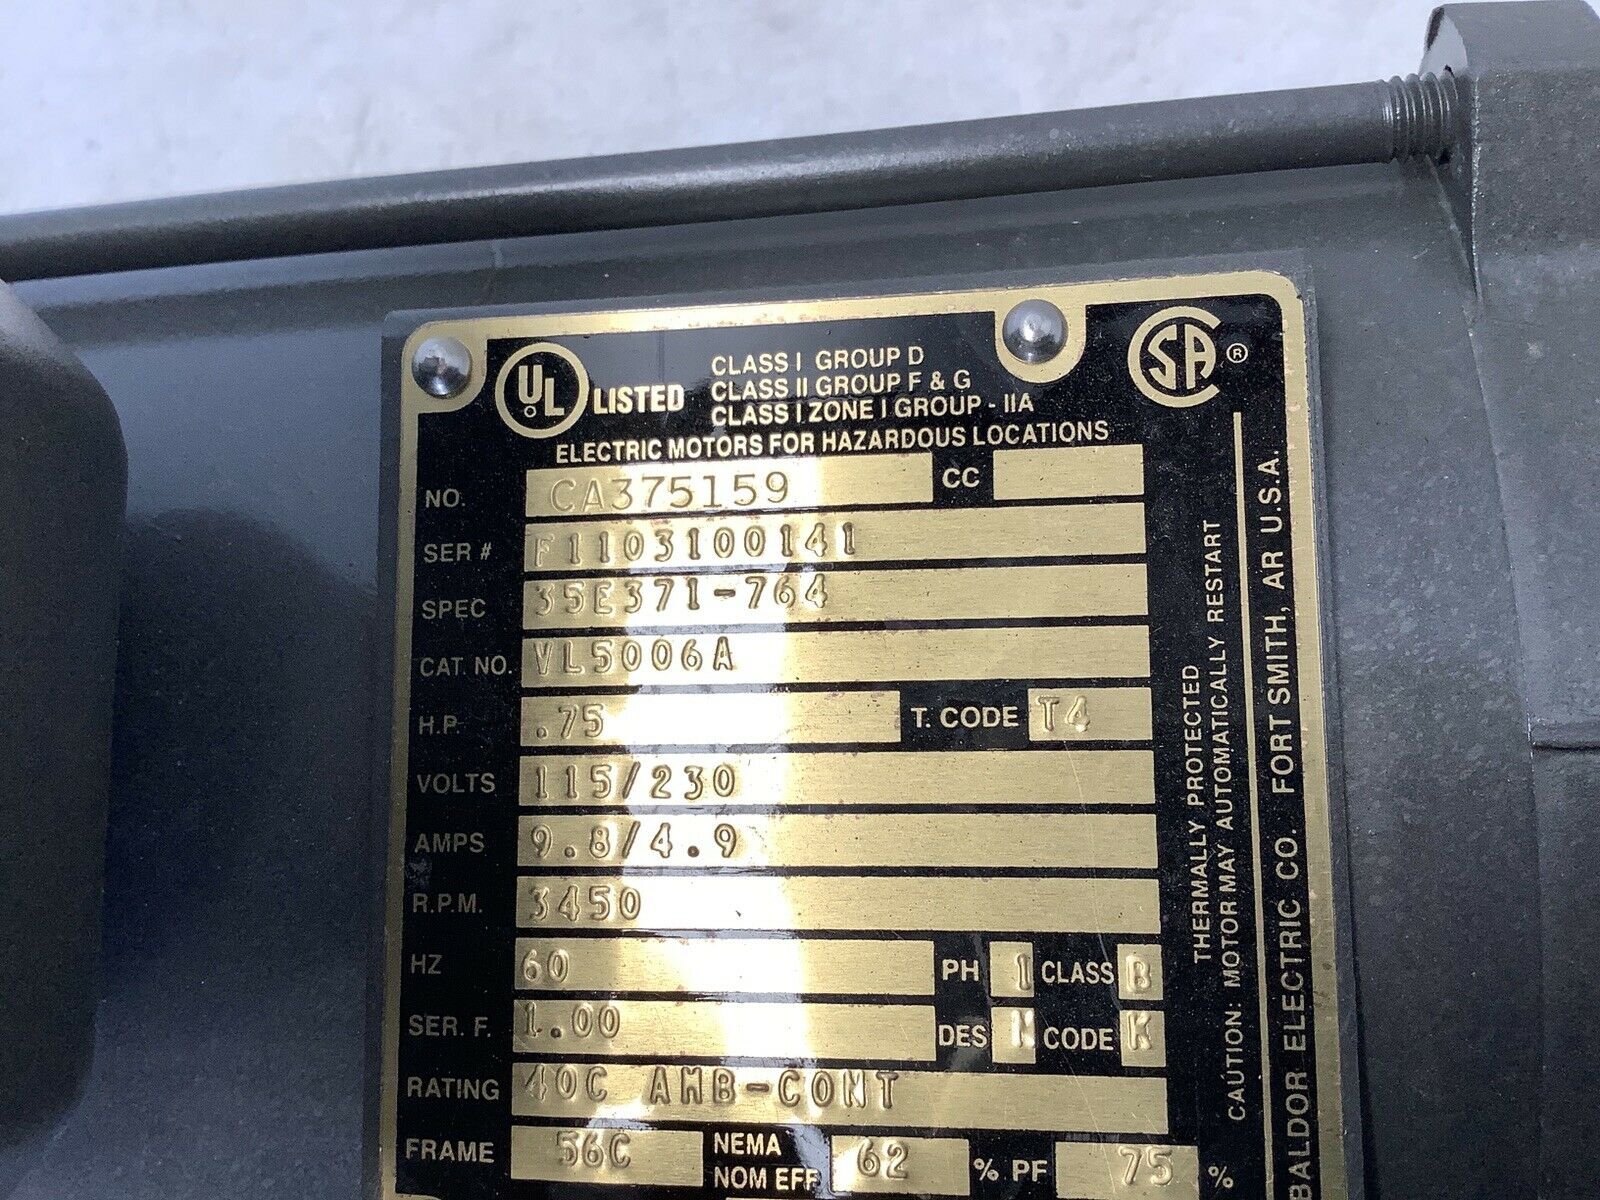 UL LISTED
CLASS I GROUP D
CLASS II GROUP F & G
CLASS I ZONE I GROUP - IIA
SA ®
ELECTRIC MOTORS FOR HAZARDOUS LOCATIONS
NO. CA375159 CC
SER # F1103100141
SPEC 35E371-764
CAT. NO. VL5006A
H.P. .75 T. CODE T4
VOLTS 115/230
AMPS 9.8/4.9
R.P.M. 3450
HZ 60 PH 1 CLASS B
SER. F. 1.00 DES N CODE K
RATING 40C AMB-CONT
FRAME 56C NEMA NOM EFF 62 % PF 75 %
THERMALLY PROTECTED
CAUTION: MOTOR MAY AUTOMATICALLY RESTART
BALDOR ELECTRIC CO. FORT SMITH, AR U.S.A.